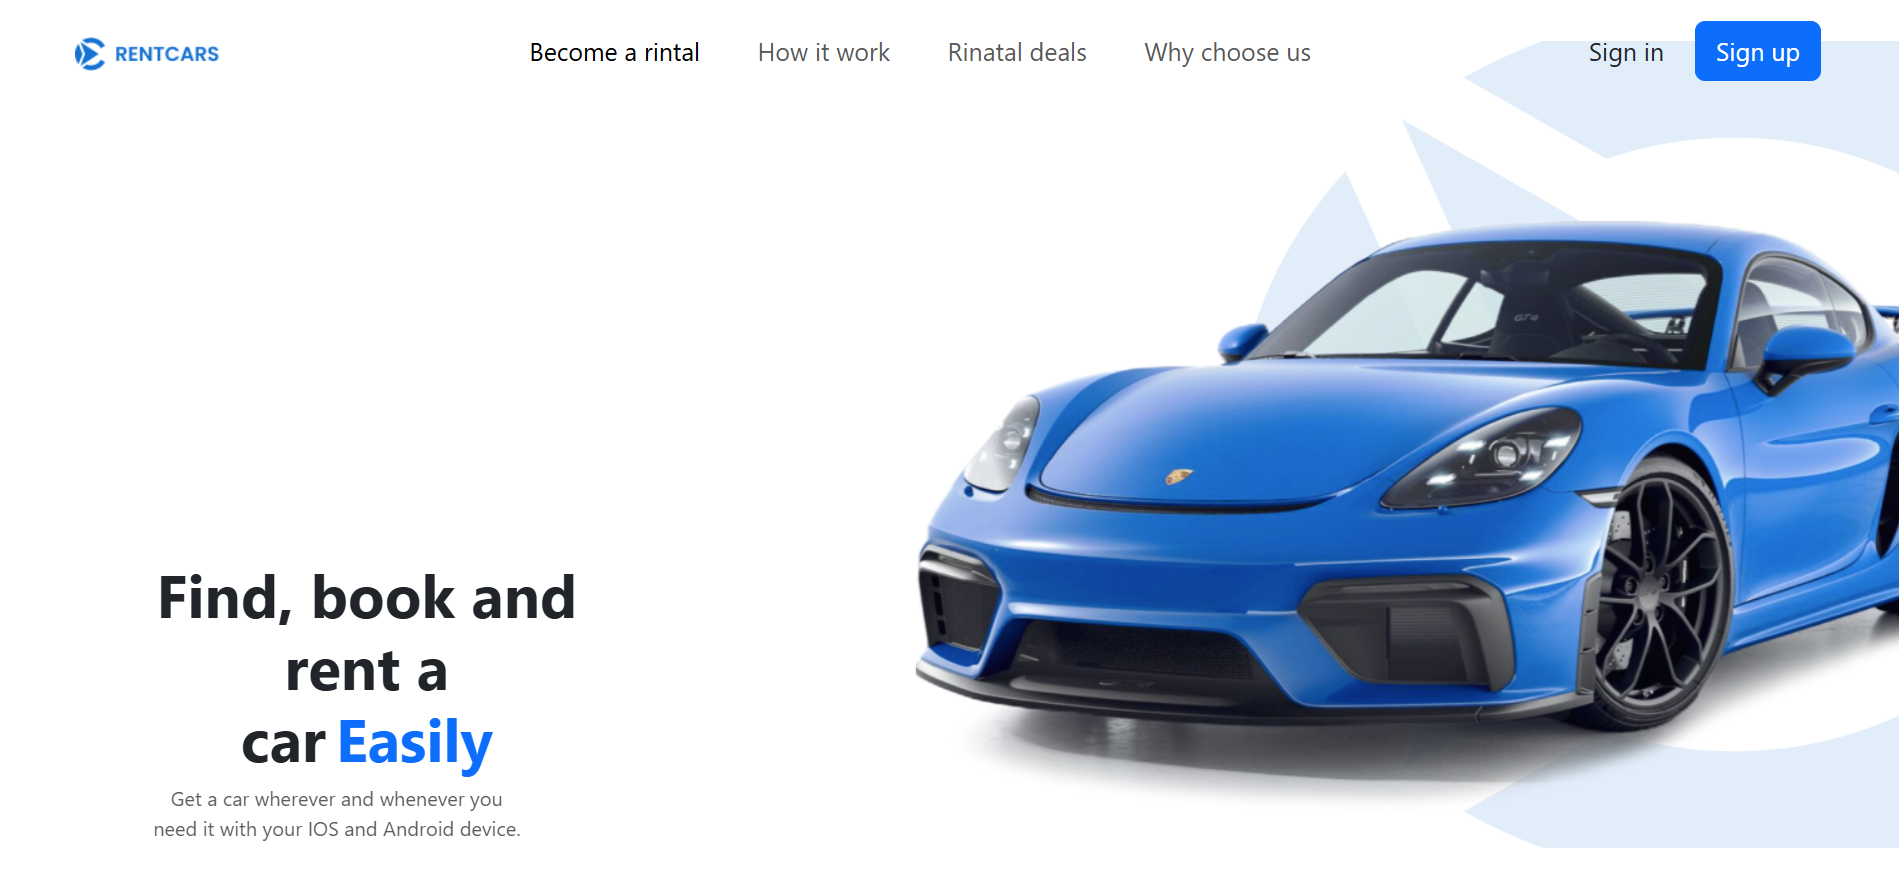 RENTCARS
Become a rintal
How it work
Rinatal deals
Why choose us
Sign in
Sign up
GT4
Find, book and
rent a
car Easily
Get a car wherever and whenever you
need it with your IOS and Android device.